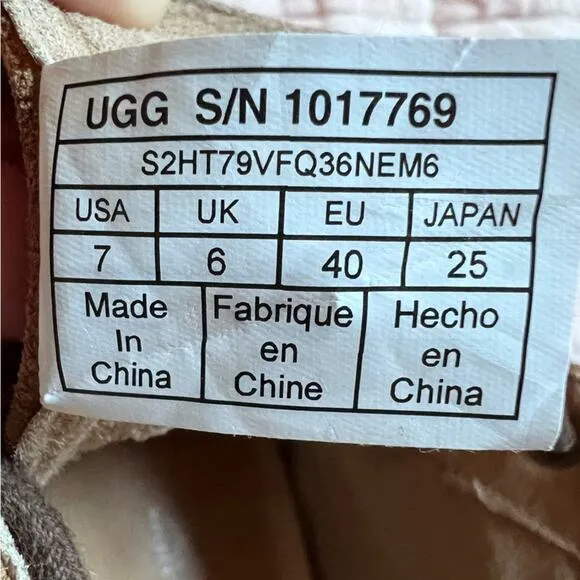 UGG S/N 1017769
S2HT79VFQ36NEM6
USA UK EU JAPAN
7 6 40 25
Made Fabrique Hecho
In en en
China Chine China